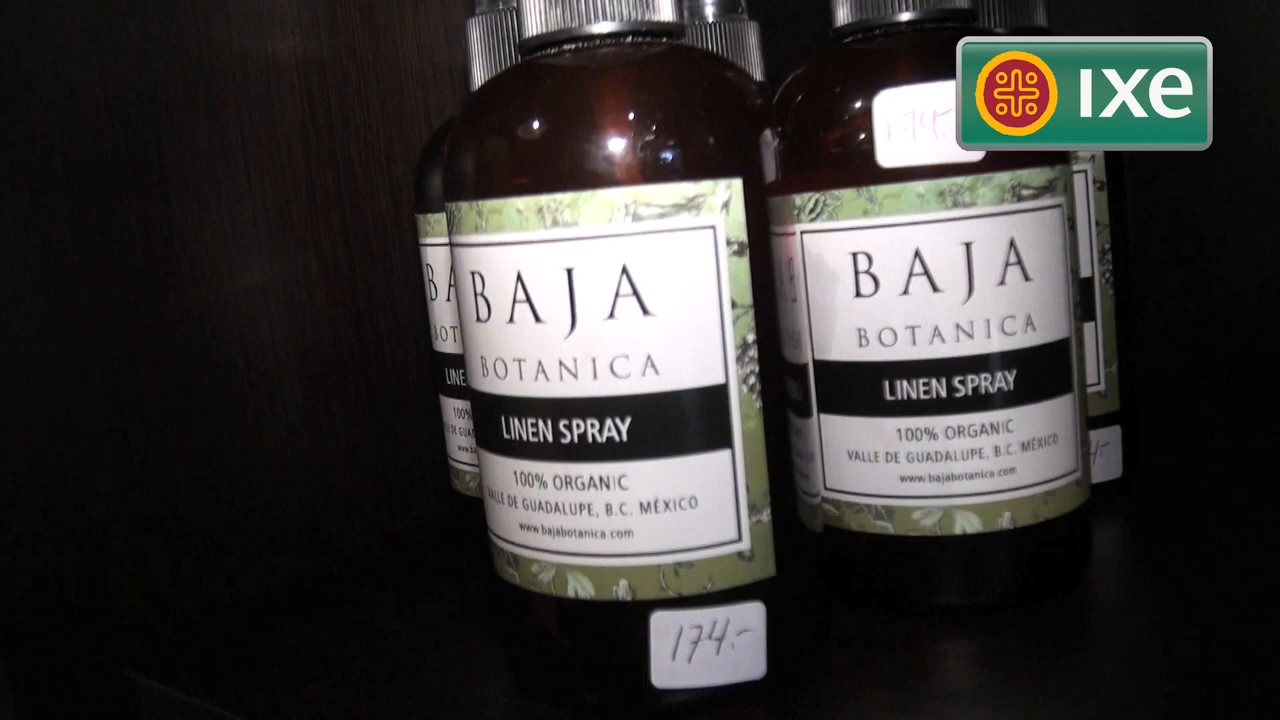 ixe
174.-
BAJA
BOTANICA
LINEN SPRAY
100% ORGANIC
VALLE DE GUADALUPE, B.C. MÉXICO
www.bajabotanica.com
174.-
BAJA
BOTANICA
LINEN SPRAY
100% ORGANIC
VALLE DE GUADALUPE, B.C. MÉXICO
www.bajabotanica.com